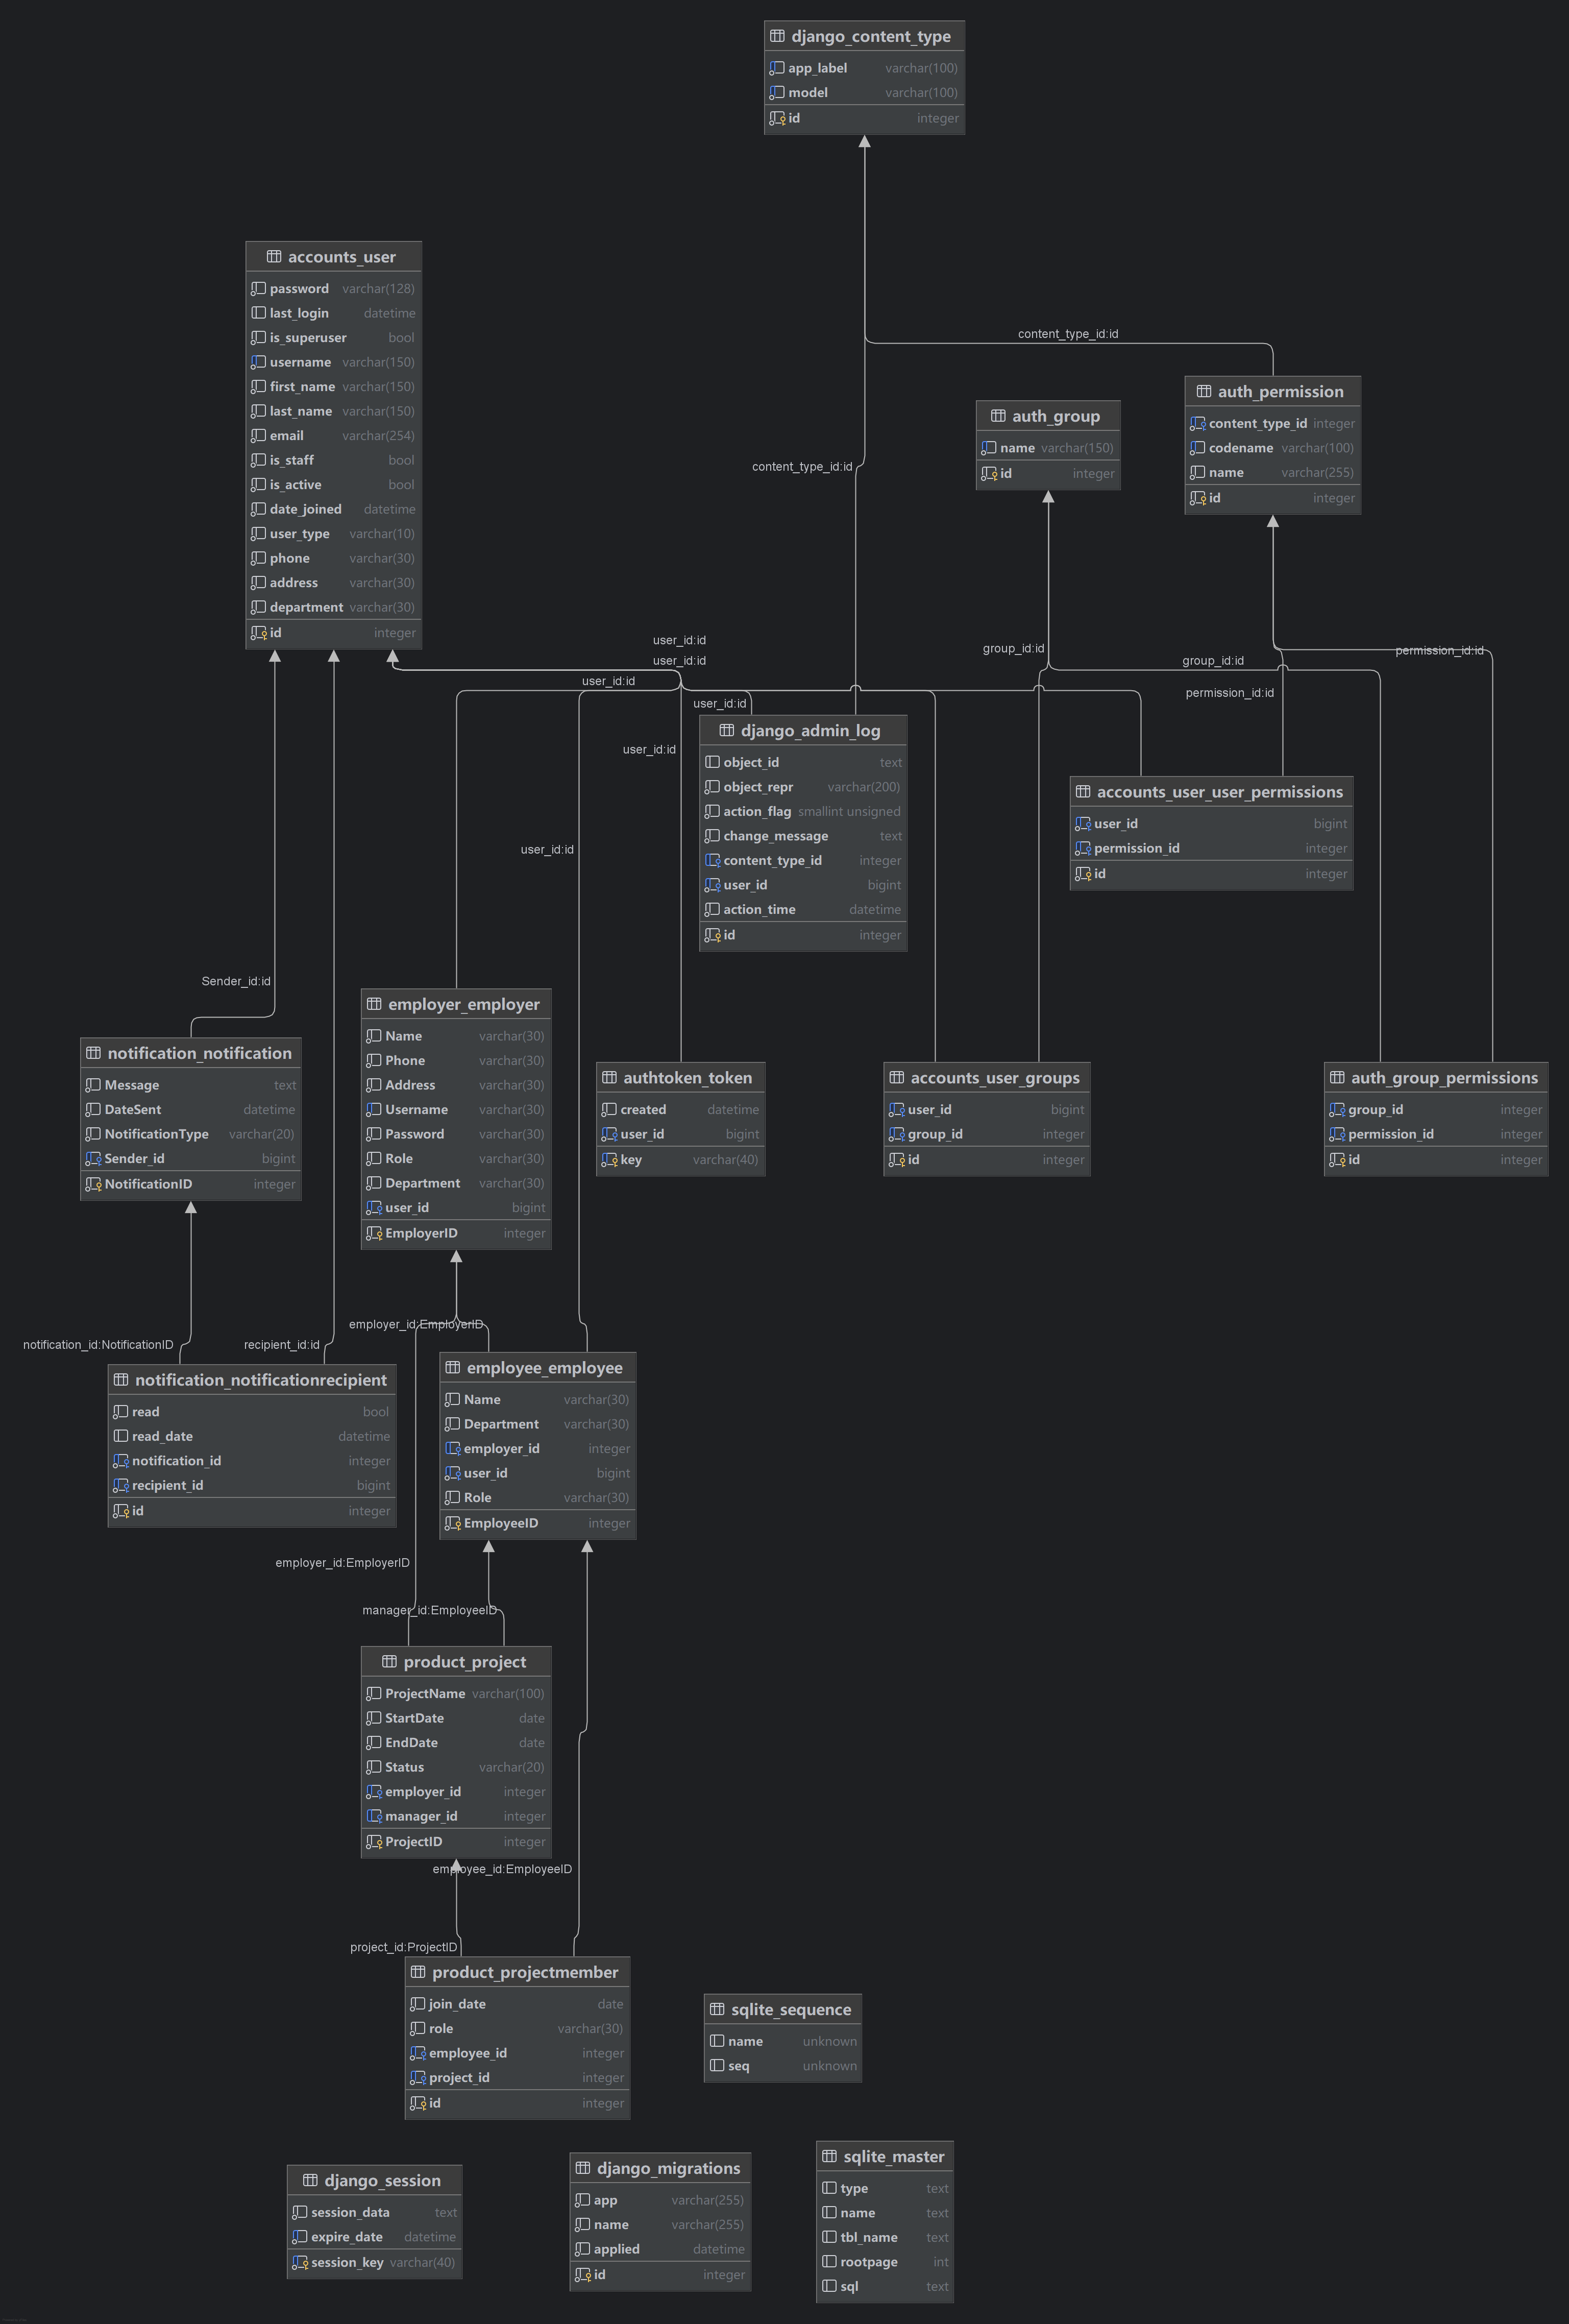 django_content_type
app_label varchar(100)
model varchar(100)
id integer
accounts_user
password varchar(128)
last_login datetime
is_superuser bool
username varchar(150)
first_name varchar(150)
last_name varchar(150)
email varchar(254)
is_staff bool
is_active bool
date_joined datetime
user_type varchar(10)
phone varchar(30)
address varchar(30)
department varchar(30)
id integer
content_type_id:id
auth_permission
content_type_id integer
codename varchar(100)
name varchar(255)
id integer
auth_group
name varchar(150)
id integer
content_type_id:id
user_id:id
user_id:id
user_id:id
user_id:id
user_id:id
user_id:id
group_id:id
group_id:id
permission_id:id
permission_id:id
django_admin_log
object_id text
object_repr varchar(200)
action_flag smallint unsigned
change_message text
content_type_id integer
user_id bigint
action_time datetime
id integer
accounts_user_user_permissions
user_id bigint
permission_id integer
id integer
Sender_id:id
notification_notification
Message text
DateSent datetime
NotificationType varchar(20)
Sender_id bigint
NotificationID integer
employer_employer
Name varchar(30)
Phone varchar(30)
Address varchar(30)
Username varchar(30)
Password varchar(30)
Role varchar(30)
Department varchar(30)
user_id bigint
EmployerID integer
authtoken_token
created datetime
user_id bigint
key varchar(40)
accounts_user_groups
user_id bigint
group_id integer
id integer
auth_group_permissions
group_id integer
permission_id integer
id integer
notification_id:NotificationID
recipient_id:id
employer_id:EmployerID
notification_notificationrecipient
read bool
read_date datetime
notification_id integer
recipient_id bigint
id integer
employee_employee
Name varchar(30)
Department varchar(30)
employer_id integer
user_id bigint
Role varchar(30)
EmployeeID integer
employer_id:EmployerID
manager_id:EmployeeID
product_project
ProjectName varchar(100)
StartDate date
EndDate date
Status varchar(20)
employer_id integer
manager_id integer
ProjectID integer
employee_id:EmployeeID
project_id:ProjectID
product_projectmember
join_date date
role varchar(30)
employee_id integer
project_id integer
id integer
sqlite_sequence
name unknown
seq unknown
django_session
session_data text
expire_date datetime
session_key varchar(40)
django_migrations
app varchar(255)
name varchar(255)
applied datetime
id integer
sqlite_master
type text
name text
tbl_name text
rootpage int
sql text